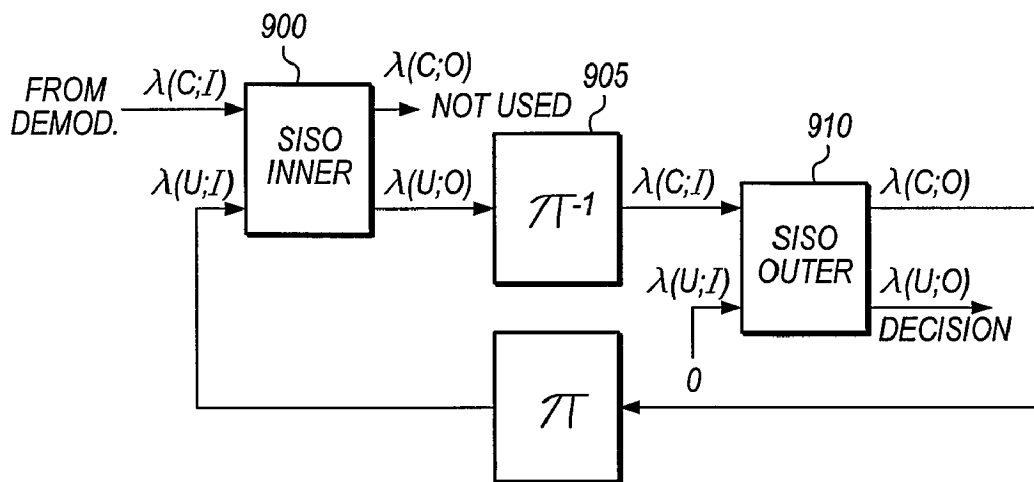 900
λ(C;I)
FROM
DEMOD.
SISO
INNER
λ(C;O)
NOT USED
λ(U;I)
λ(U;O)
905
π-1
λ(C;I)
910
SISO
OUTER
λ(C;O)
λ(U;I)
0
λ(U;O)
DECISION
π